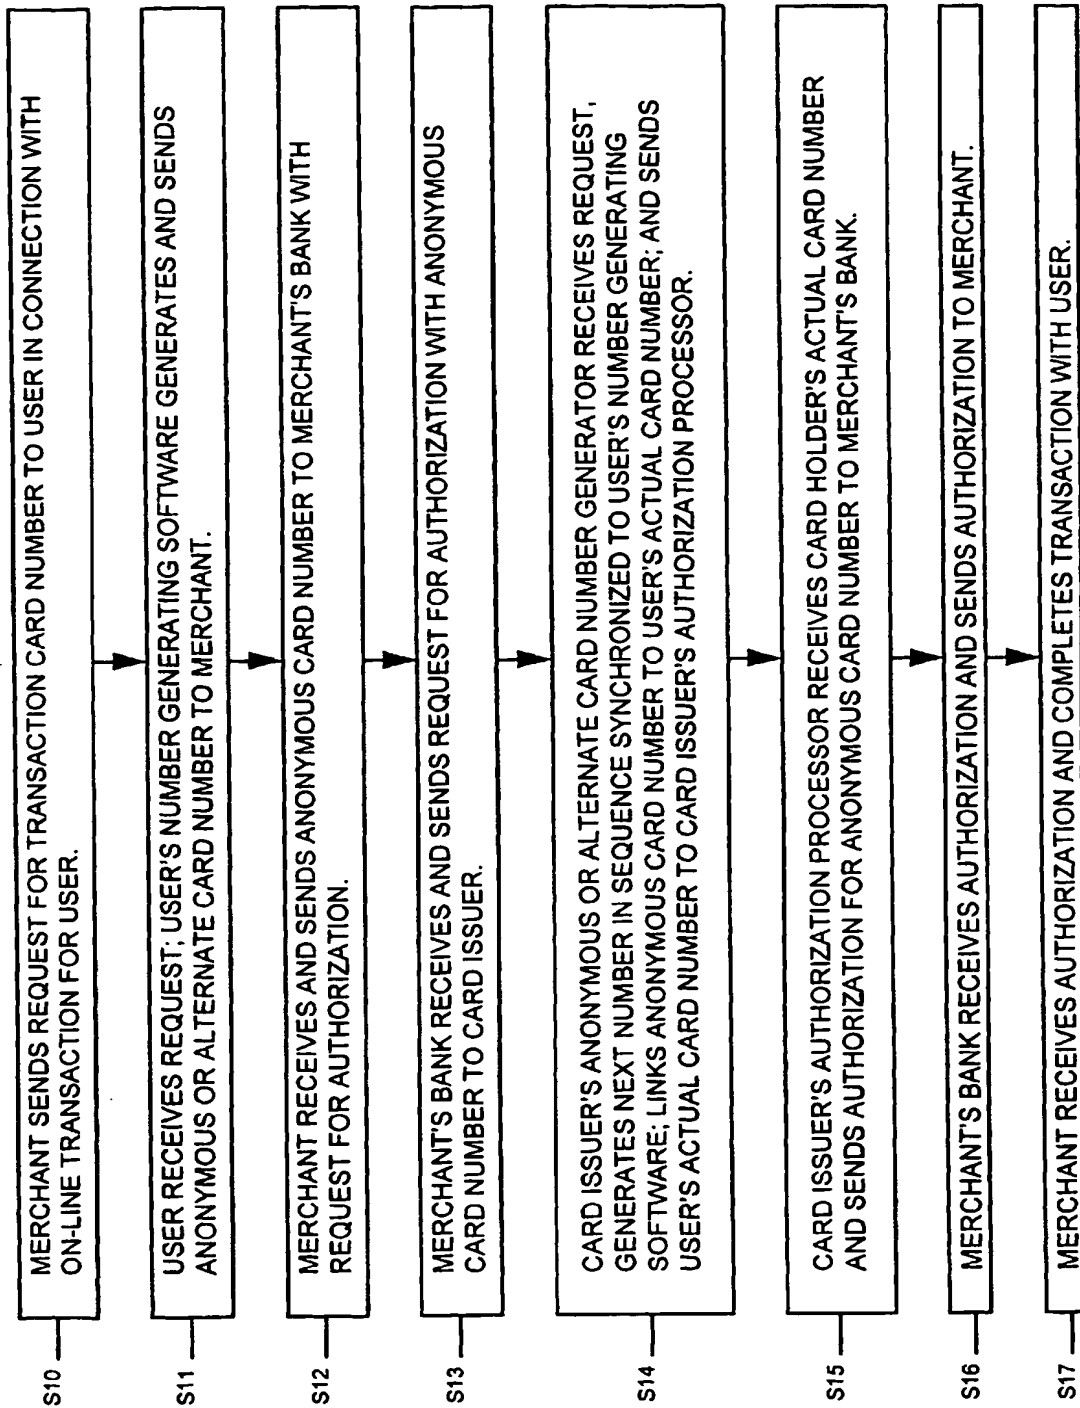 S10
MERCHANT SENDS REQUEST FOR TRANSACTION CARD NUMBER TO USER IN CONNECTION WITH
ON-LINE TRANSACTION FOR USER.
S11
USER RECEIVES REQUEST; USER'S NUMBER GENERATING SOFTWARE GENERATES AND SENDS
ANONYMOUS OR ALTERNATE CARD NUMBER TO MERCHANT.
S12
MERCHANT RECEIVES AND SENDS ANONYMOUS CARD NUMBER TO MERCHANT'S BANK WITH
REQUEST FOR AUTHORIZATION.
S13
MERCHANT'S BANK RECEIVES AND SENDS REQUEST FOR AUTHORIZATION WITH ANONYMOUS
CARD NUMBER TO CARD ISSUER.
S14
CARD ISSUER'S ANONYMOUS OR ALTERNATE CARD NUMBER GENERATOR RECEIVES REQUEST,
GENERATES NEXT NUMBER IN SEQUENCE SYNCHRONIZED TO USER'S NUMBER GENERATING
SOFTWARE; LINKS ANONYMOUS CARD NUMBER TO USER'S ACTUAL CARD NUMBER; AND SENDS
USER'S ACTUAL CARD NUMBER TO CARD ISSUER'S AUTHORIZATION PROCESSOR.
S15
CARD ISSUER'S AUTHORIZATION PROCESSOR RECEIVES CARD HOLDER'S ACTUAL CARD NUMBER
AND SENDS AUTHORIZATION FOR ANONYMOUS CARD NUMBER TO MERCHANT'S BANK.
S16
MERCHANT'S BANK RECEIVES AUTHORIZATION AND SENDS AUTHORIZATION TO MERCHANT.
S17
MERCHANT RECEIVES AUTHORIZATION AND COMPLETES TRANSACTION WITH USER.